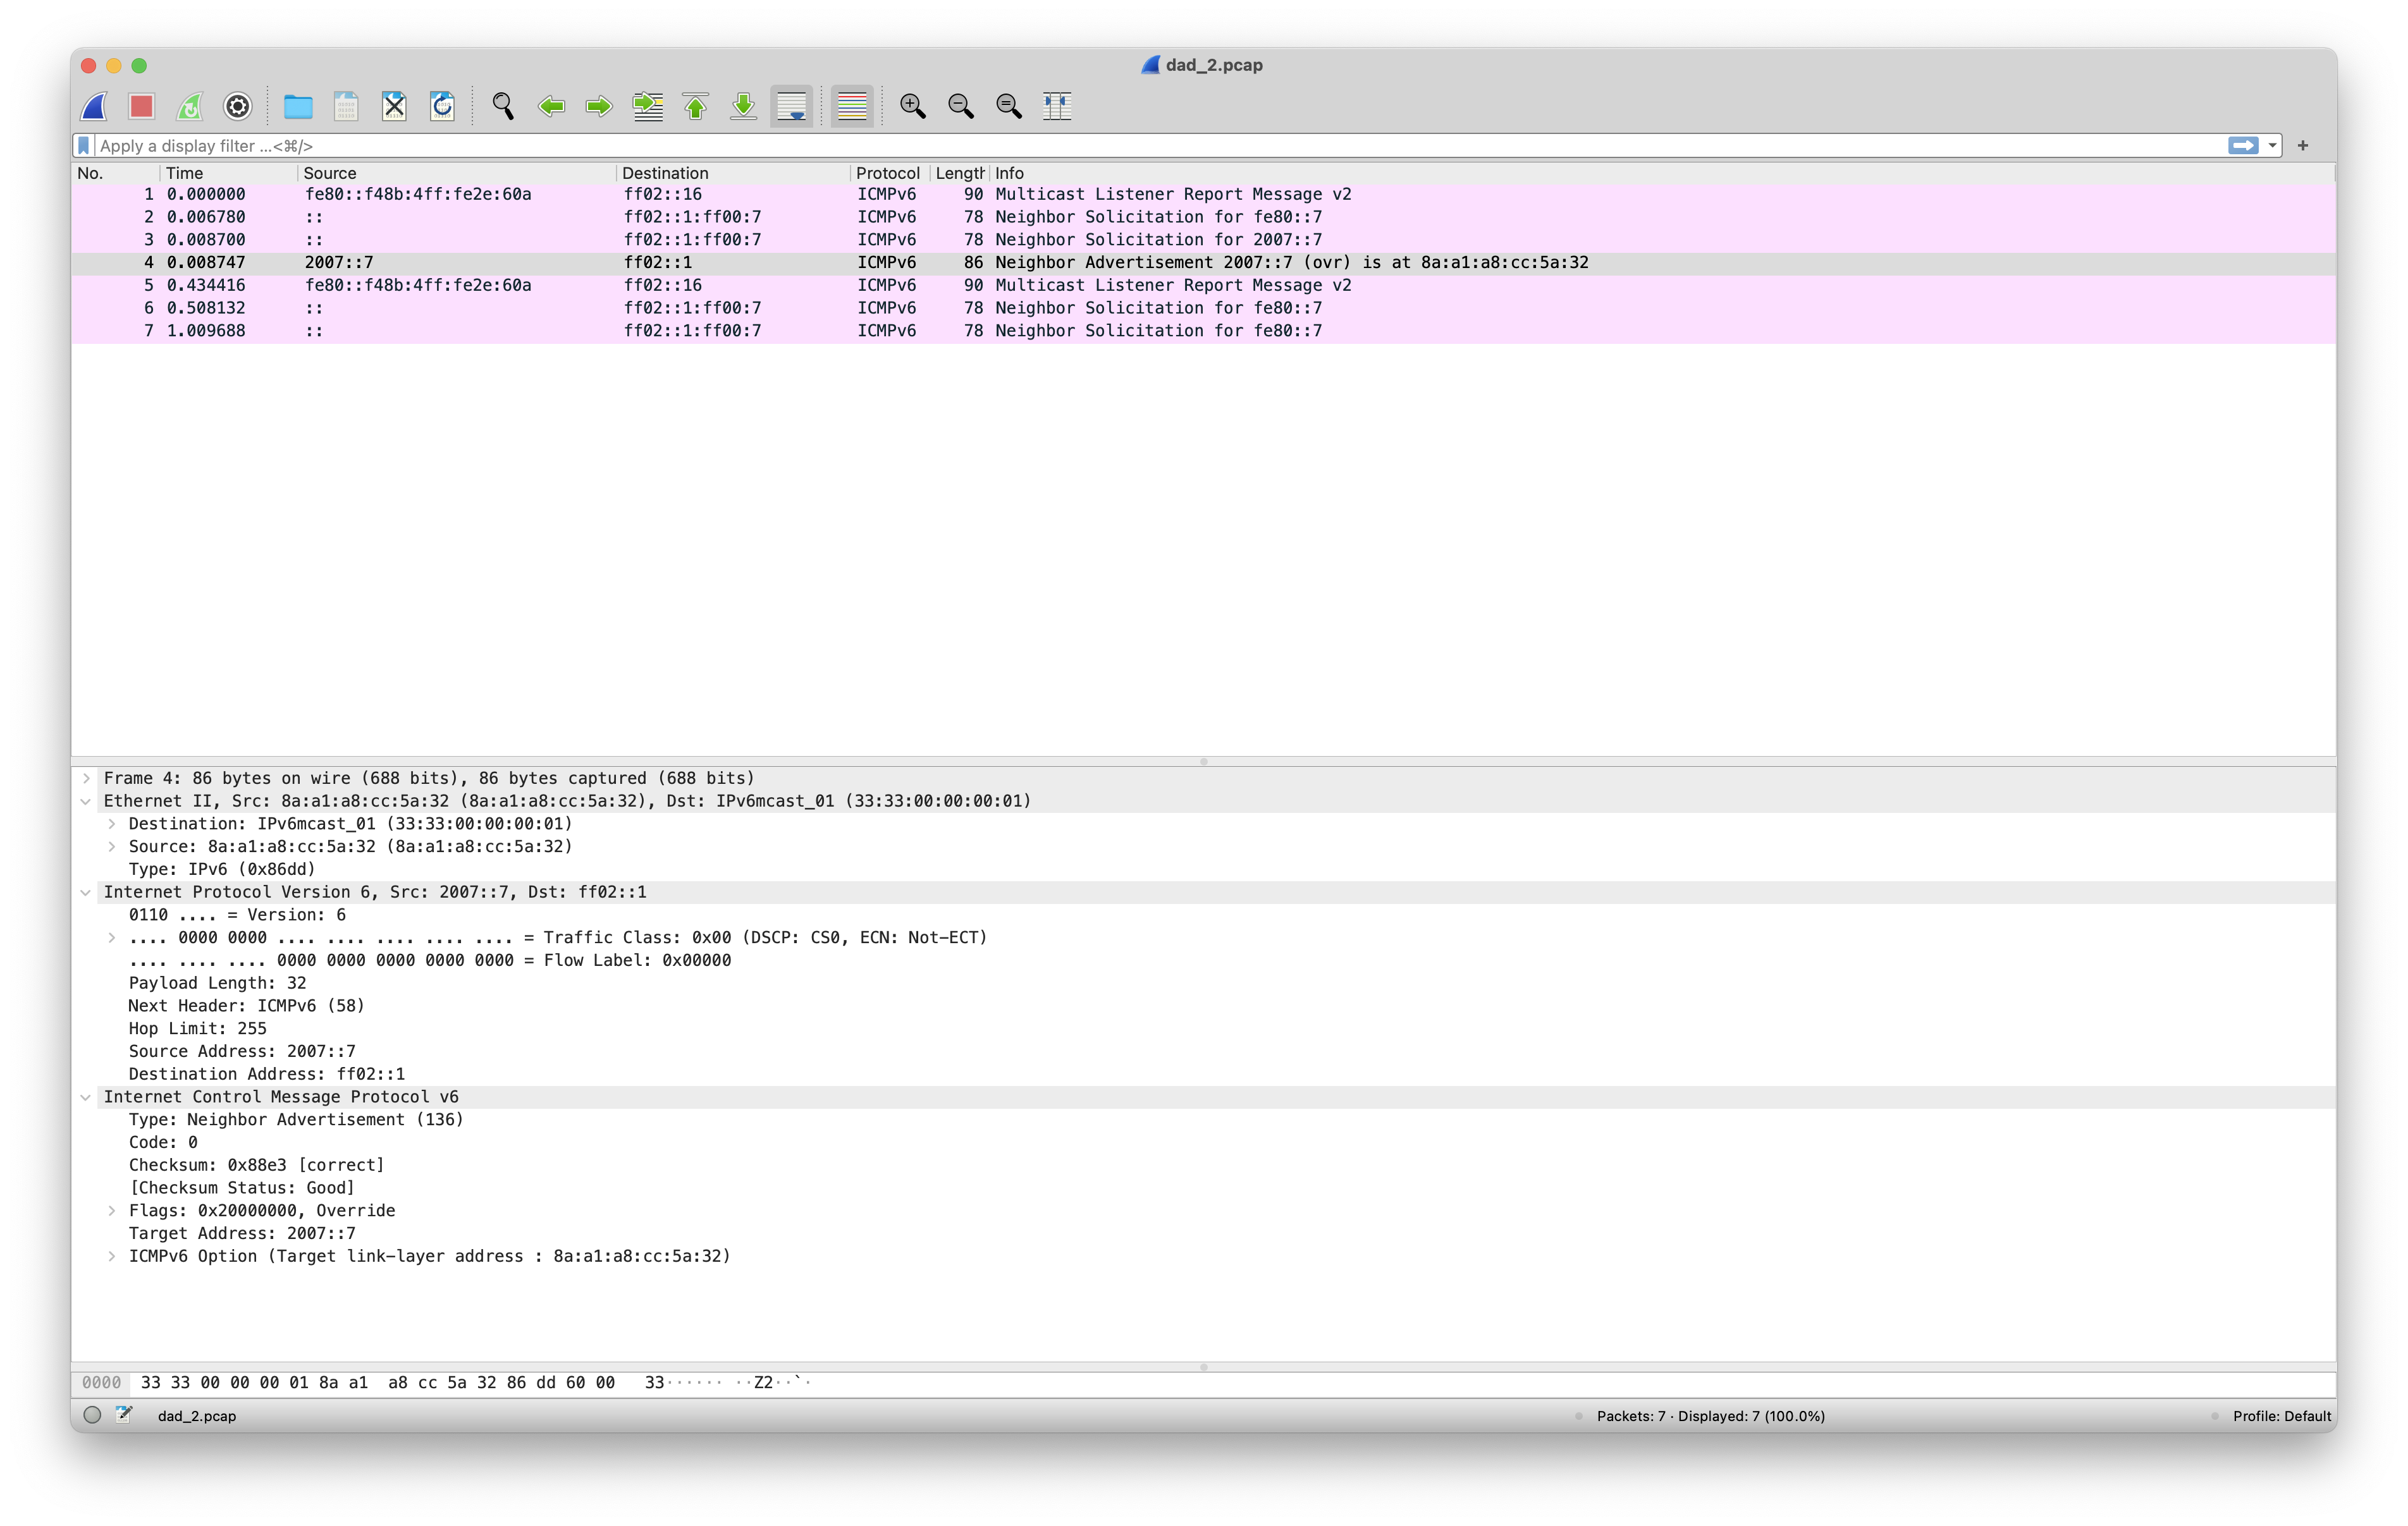 dad_2.pcap
Apply a display filter ...<⌘/>
+
No. Time Source Destination Protocol Length Info
1 0.000000 fe80::f48b:4ff:fe2e:60a ff02::16 ICMPv6 90 Multicast Listener Report Message v2
2 0.006780 :: ff02::1:ff00:7 ICMPv6 78 Neighbor Solicitation for fe80::7
3 0.008700 :: ff02::1:ff00:7 ICMPv6 78 Neighbor Solicitation for 2007::7
4 0.008747 2007::7 ff02::1 ICMPv6 86 Neighbor Advertisement 2007::7 (ovr) is at 8a:a1:a8:cc:5a:32
5 0.434416 fe80::f48b:4ff:fe2e:60a ff02::16 ICMPv6 90 Multicast Listener Report Message v2
6 0.508132 :: ff02::1:ff00:7 ICMPv6 78 Neighbor Solicitation for fe80::7
7 1.009688 :: ff02::1:ff00:7 ICMPv6 78 Neighbor Solicitation for fe80::7
Frame 4: 86 bytes on wire (688 bits), 86 bytes captured (688 bits)
Ethernet II, Src: 8a:a1:a8:cc:5a:32 (8a:a1:a8:cc:5a:32), Dst: IPv6mcast_01 (33:33:00:00:00:01)
Destination: IPv6mcast_01 (33:33:00:00:00:01)
Source: 8a:a1:a8:cc:5a:32 (8a:a1:a8:cc:5a:32)
Type: IPv6 (0x86dd)
Internet Protocol Version 6, Src: 2007::7, Dst: ff02::1
0110 .... = Version: 6
.... 0000 0000 .... .... .... .... .... = Traffic Class: 0x00 (DSCP: CS0, ECN: Not-ECT)
.... .... .... 0000 0000 0000 0000 0000 = Flow Label: 0x00000
Payload Length: 32
Next Header: ICMPv6 (58)
Hop Limit: 255
Source Address: 2007::7
Destination Address: ff02::1
Internet Control Message Protocol v6
Type: Neighbor Advertisement (136)
Code: 0
Checksum: 0x88e3 [correct]
[Checksum Status: Good]
Flags: 0x20000000, Override
Target Address: 2007::7
ICMPv6 Option (Target link-layer address : 8a:a1:a8:cc:5a:32)
0000 33 33 00 00 00 01 8a a1 a8 cc 5a 32 86 dd 60 00 33······ ··Z2··`·
dad_2.pcap Packets: 7 · Displayed: 7 (100.0%) Profile: Default